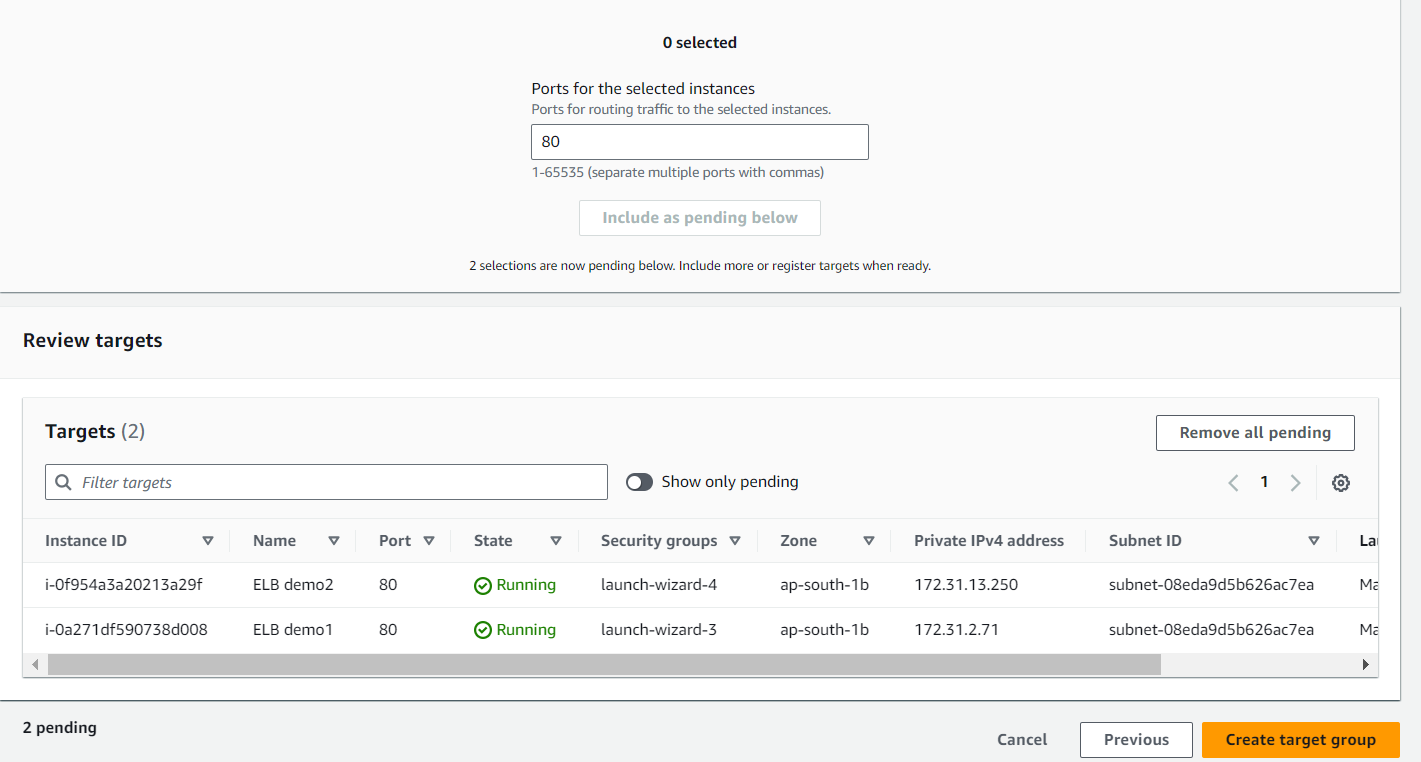 0 selected
Ports for the selected instances
Ports for routing traffic to the selected instances.
80
1-65535 (separate multiple ports with commas)
Include as pending below
2 selections are now pending below. Include more or register targets when ready.
Review targets
Targets (2)
Remove all pending
Filter targets
Show only pending
1
Instance ID Name Port State Security groups Zone Private IPv4 address Subnet ID La
i-0f954a3a20213a29f ELB demo2 80 Running launch-wizard-4 ap-south-1b 172.31.13.250 subnet-08eda9d5b626ac7ea Ma
i-0a271df590738d008 ELB demo1 80 Running launch-wizard-3 ap-south-1b 172.31.2.71 subnet-08eda9d5b626ac7ea Ma
2 pending
Cancel
Previous
Create target group